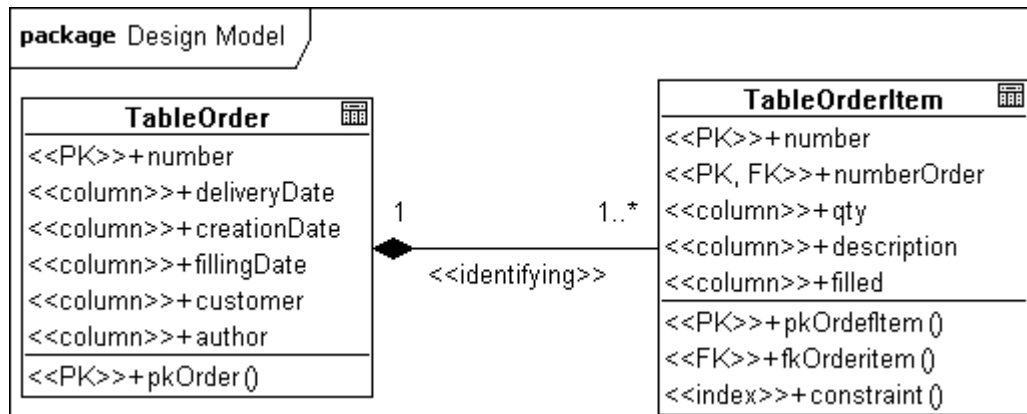 package Design Model
TableOrder
<<PK>>+number
<<column>>+deliveryDate
<<column>>+creationDate
<<column>>+fillingDate
<<column>>+customer
<<column>>+author
<<PK>>+pkOrder()
1
1..*
<<identifying>>
TableOrderItem
<<PK>>+number
<<PK, FK>>+numberOrder
<<column>>+qty
<<column>>+description
<<column>>+filled
<<PK>>+pkOrdefItem()
<<FK>>+fkOrderitem()
<<index>>+constraint()